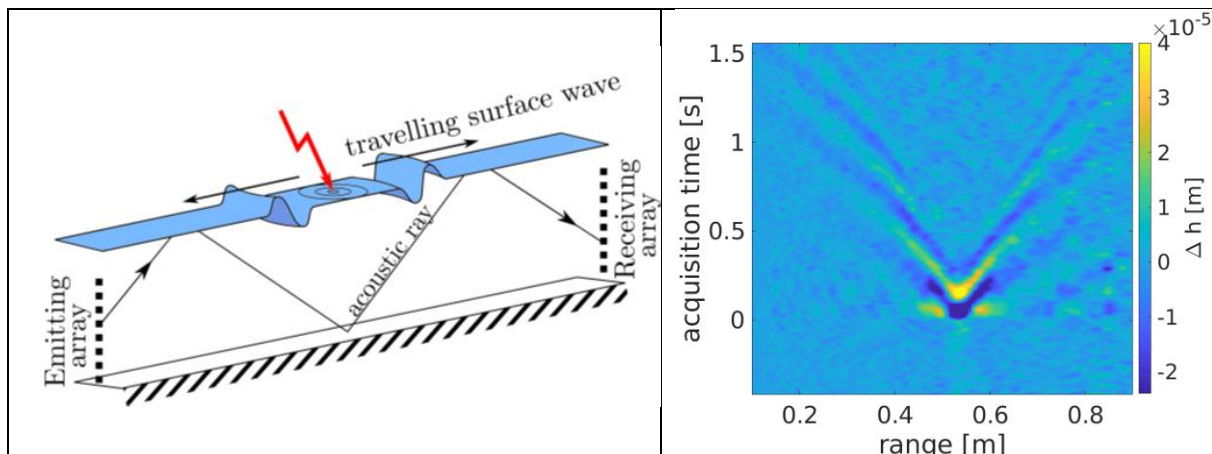 travelling surface wave
acoustic ray
Emitting
array
Receiving
array
×10-5
1.5
1
0.5
0
acquisition time [s]
0.2
0.4
0.6
0.8
range [m]
4
3
2
1
0
-1
-2
Δ h [m]